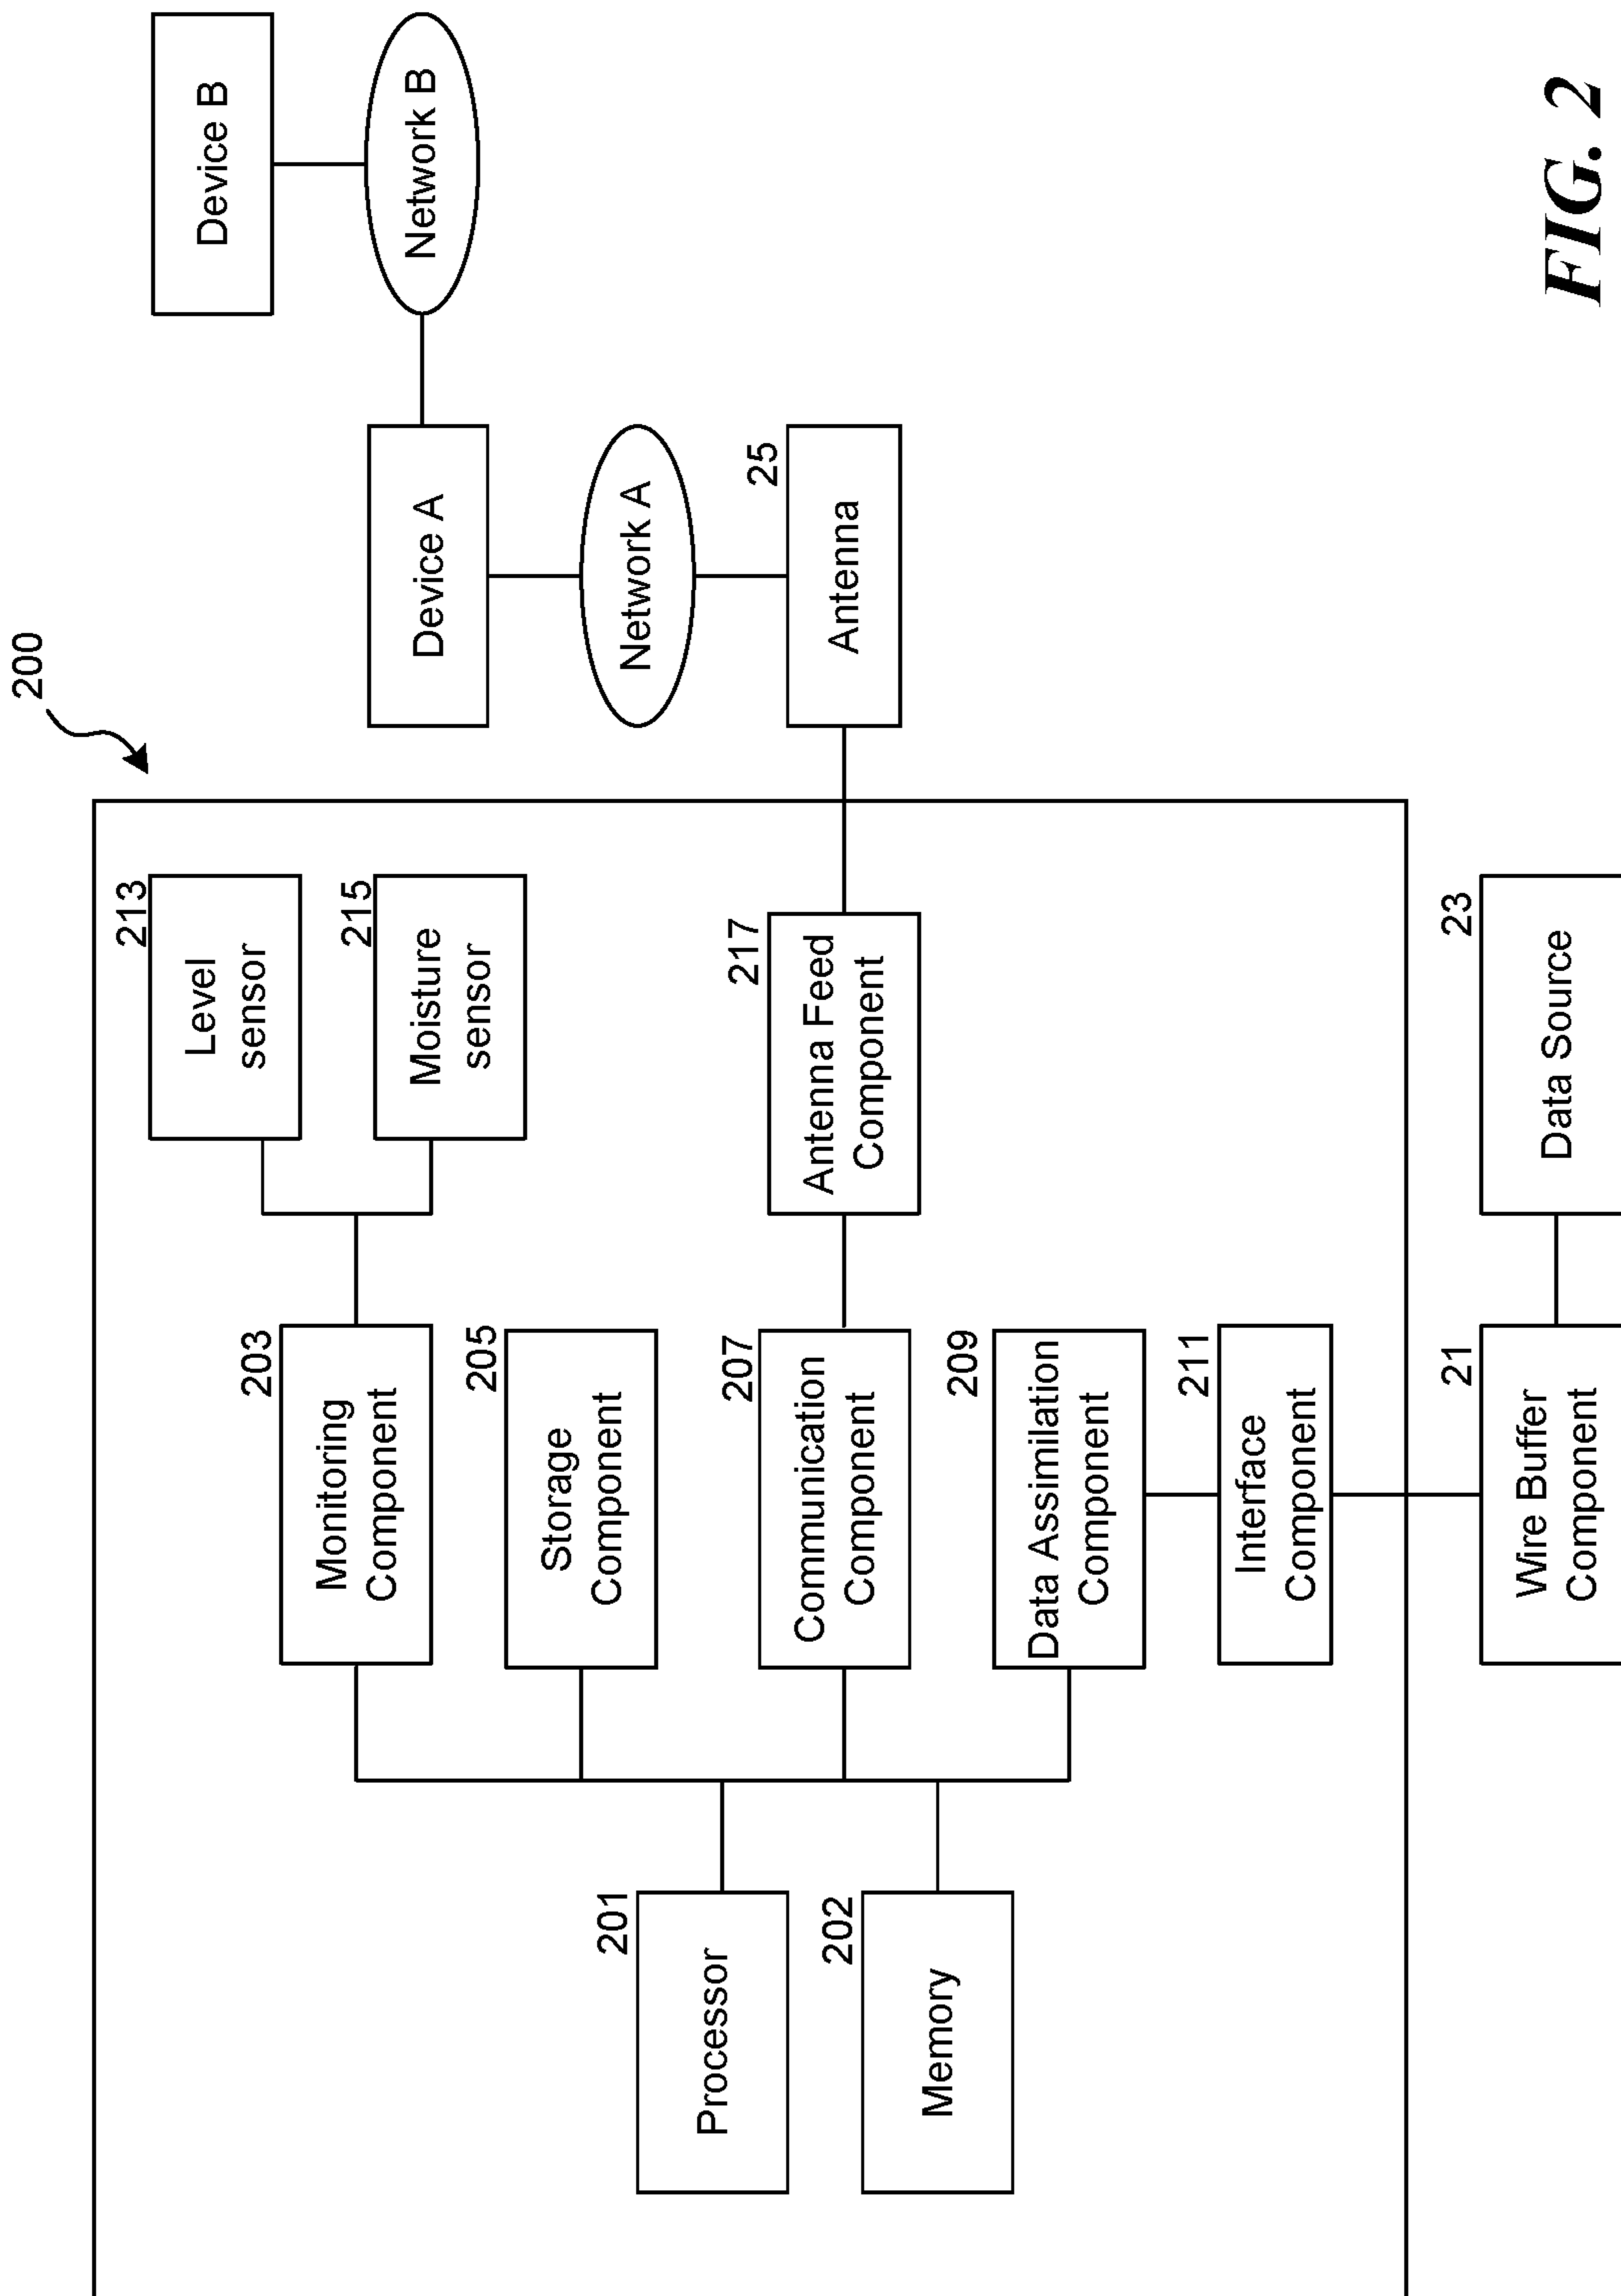 200
Device B
Network B
Device A
Network A
25
Antenna
213
Level
sensor
215
Moisture
sensor
217
Antenna Feed
Component
203
Monitoring
Component
205
Storage
Component
207
Communication
Component
209
Data Assimilation
Component
211
Interface
Component
201
Processor
202
Memory
21
Wire Buffer
Component
23
Data Source
FIG. 2